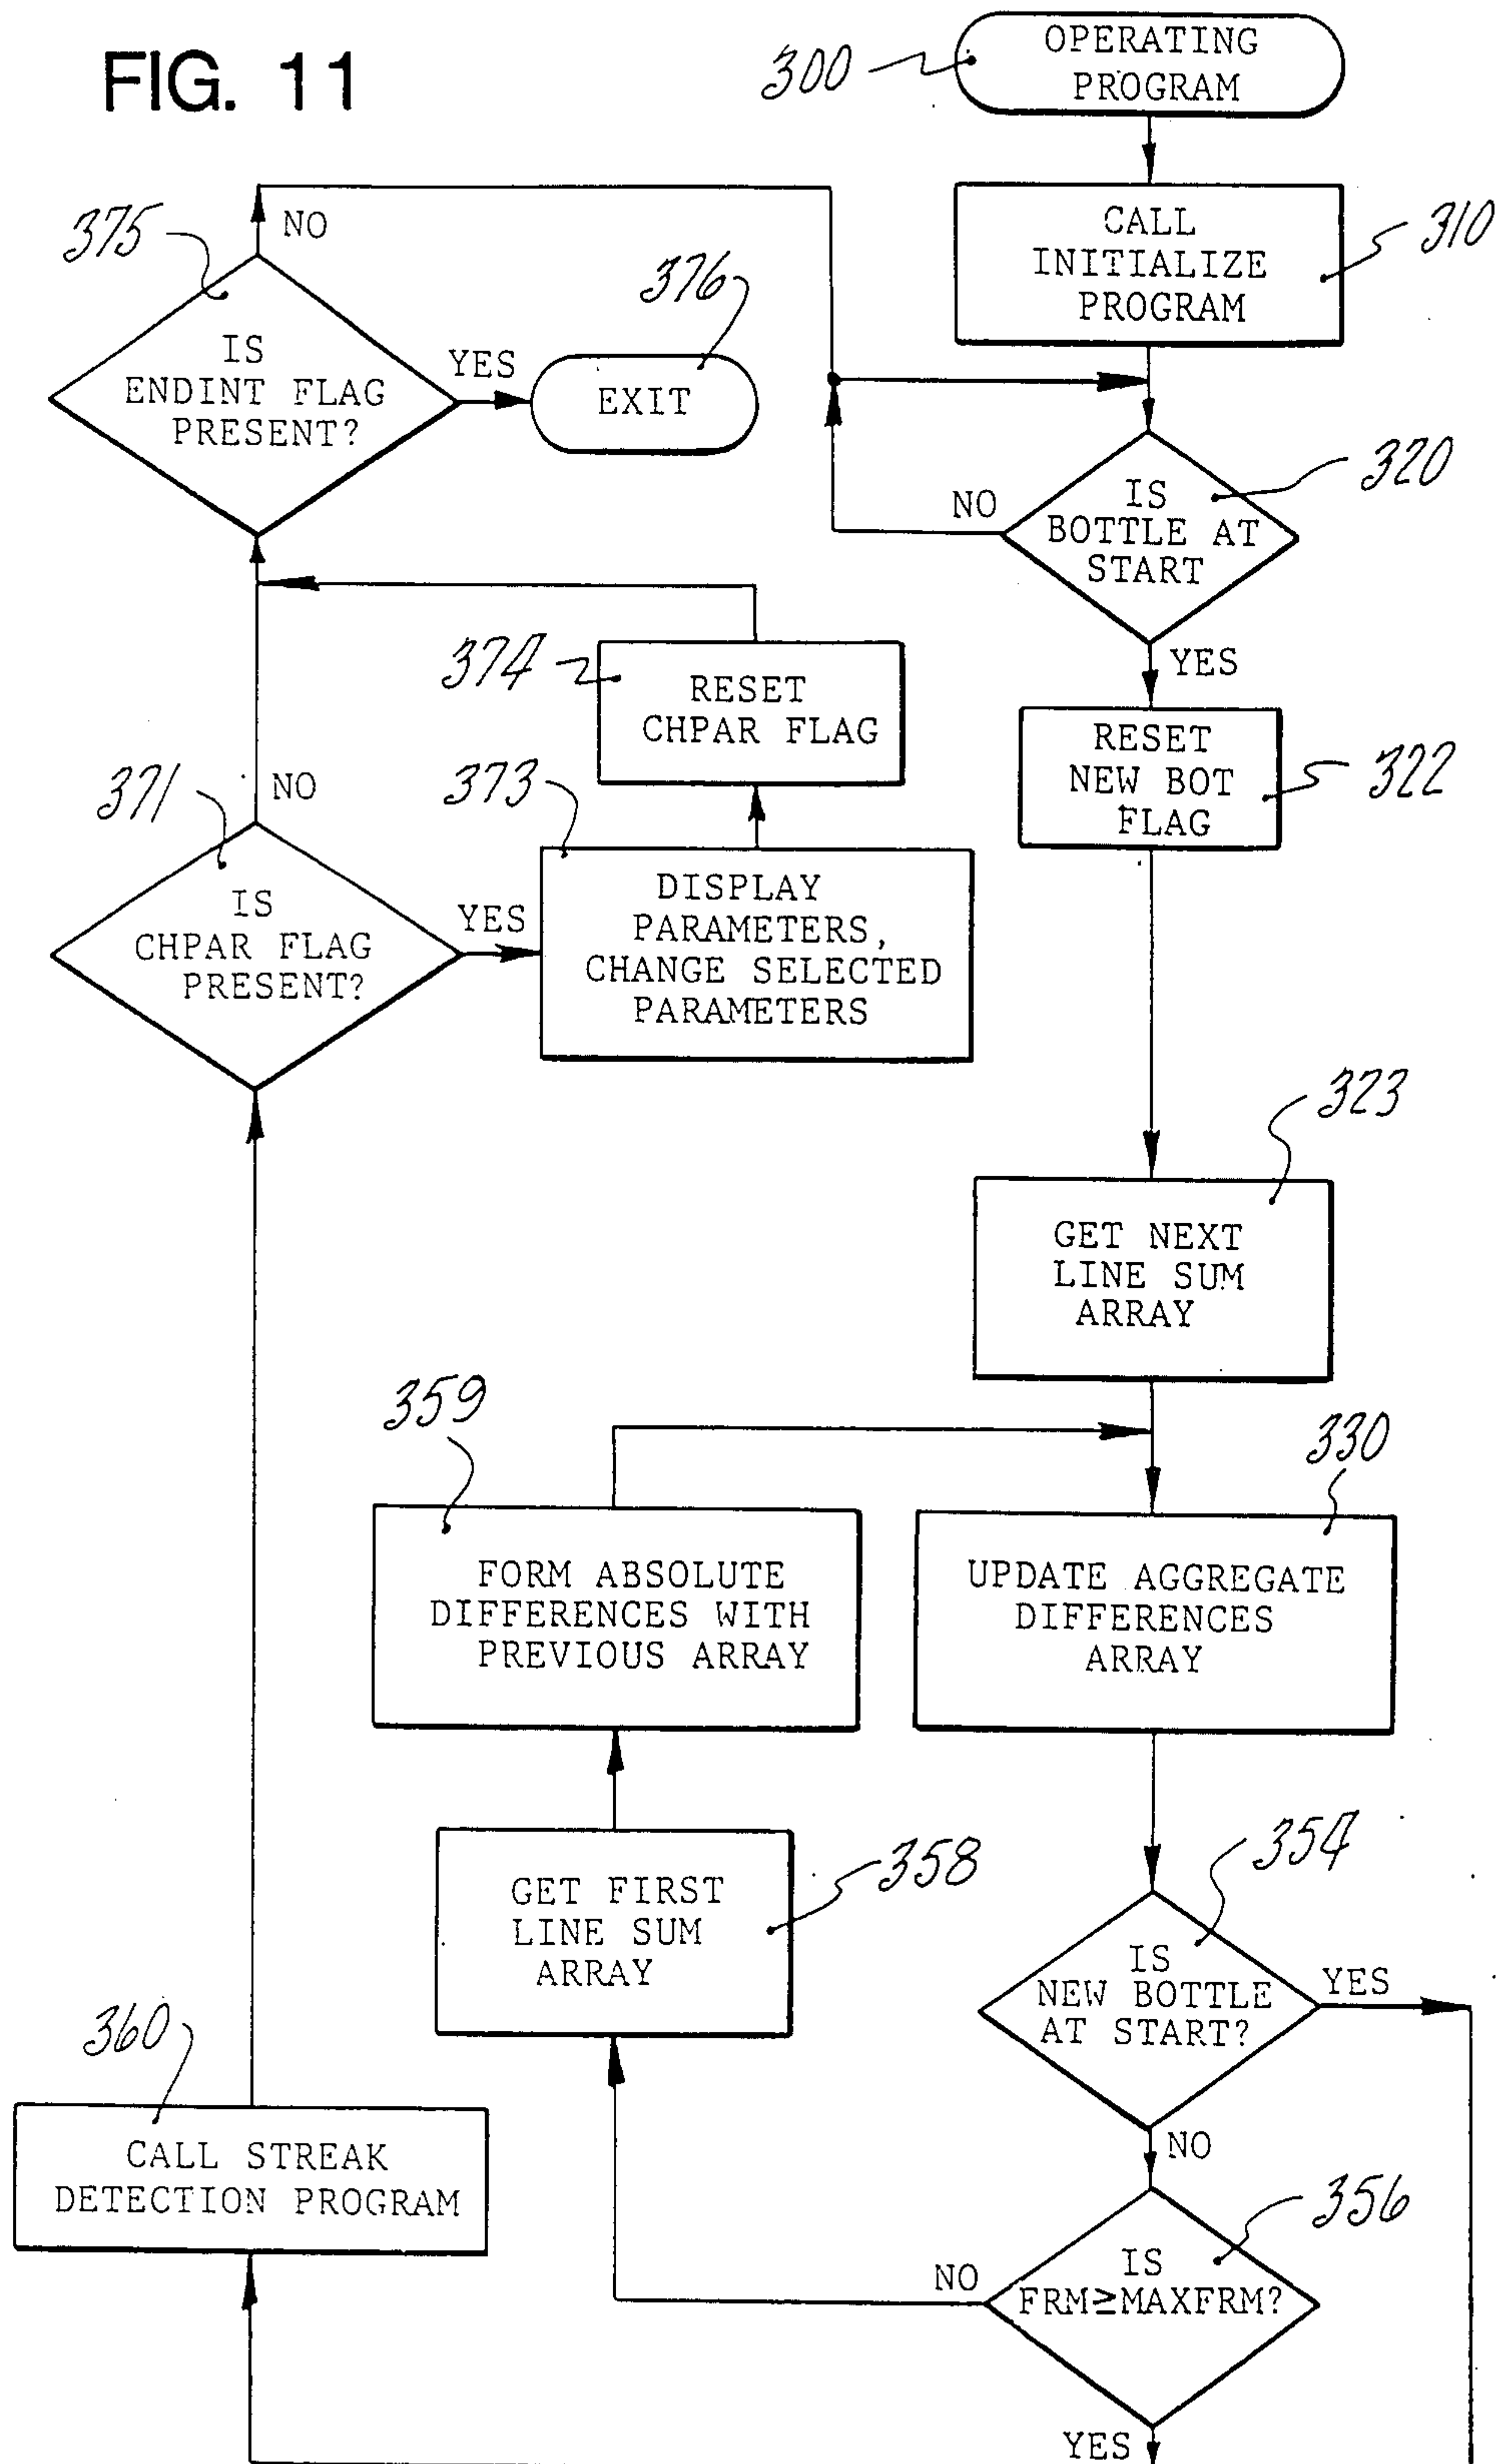 FIG. 11
300
OPERATING
PROGRAM
CALL
INITIALIZE
PROGRAM
310
375
NO
IS
ENDINT FLAG
PRESENT?
YES
376
EXIT
NO
IS
BOTTLE AT
START
320
YES
RESET
NEW BOT
FLAG
322
374
RESET
CHPAR FLAG
371
NO
IS
CHPAR FLAG
PRESENT?
YES
373
DISPLAY
PARAMETERS,
CHANGE SELECTED
PARAMETERS
323
GET NEXT
LINE SUM
ARRAY
359
FORM ABSOLUTE
DIFFERENCES WITH
PREVIOUS ARRAY
330
UPDATE AGGREGATE
DIFFERENCES
ARRAY
GET FIRST
LINE SUM
ARRAY
358
354
IS
NEW BOTTLE
AT START?
YES
NO
360
CALL STREAK
DETECTION PROGRAM
356
NO
IS
FRM≥MAXFRM?
YES